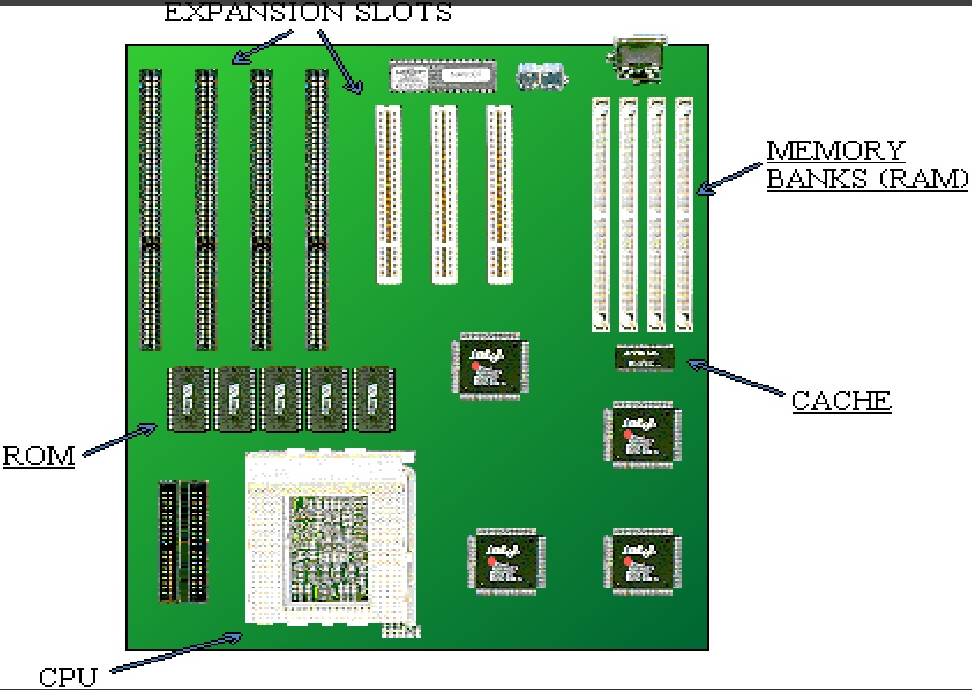 EXPANSION SLOTS
MEMORY
BANKS (RAM)
CACHE
ROM
CPU